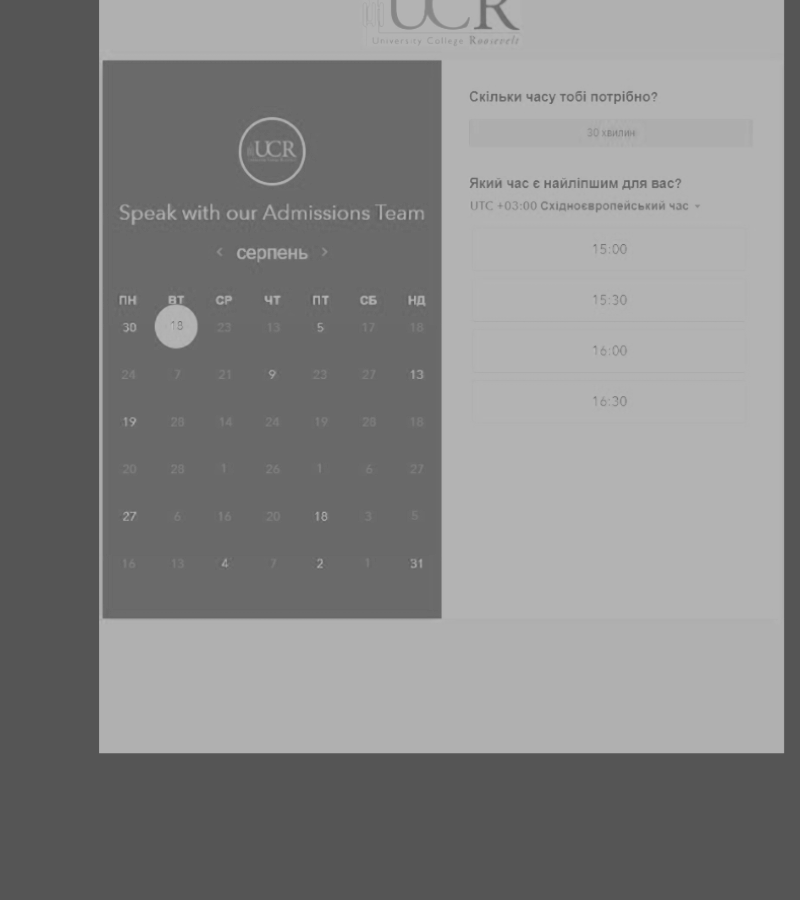 UCR
University College Roosevelt
UCR
Speak with our Admissions Team
‹ серпень ›
ПН ВТ СР ЧТ ПТ СБ НД
30 18 23 13 5 17 18
24 7 21 9 23 27 13
19 28 14 24 19 28 18
20 28 1 26 1 6 27
27 6 16 20 18 3 5
16 13 4 7 2 1 31
Скільки часу тобі потрібно?
30 хвилин
Який час є найліпшим для вас?
UTC +03:00 Східноєвропейський час
15:00
15:30
16:00
16:30